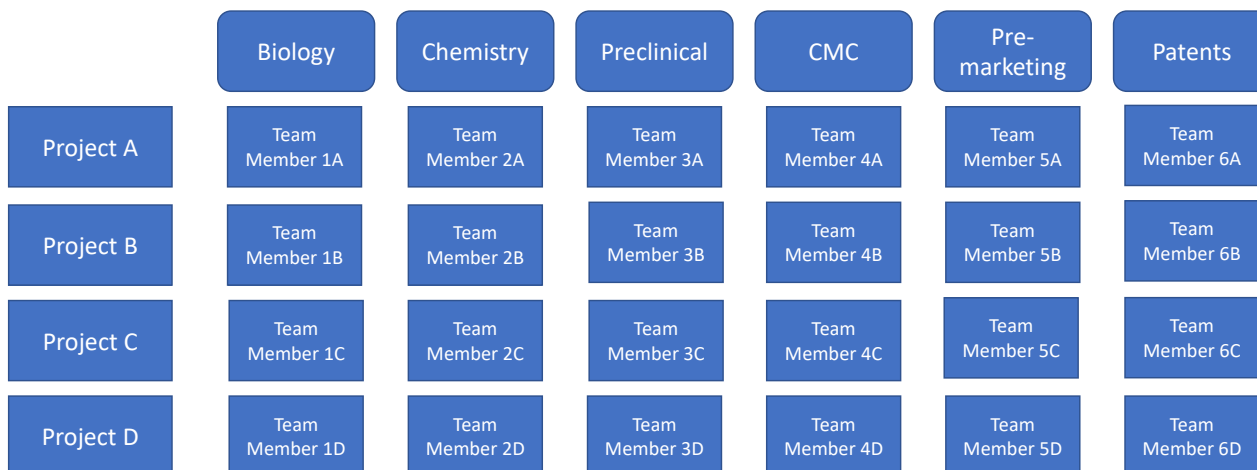 Biology
Chemistry
Preclinical
CMC
Pre-
marketing
Patents
Project A
Team
Member 1A
Team
Member 2A
Team
Member 3A
Team
Member 4A
Team
Member 5A
Team
Member 6A
Project B
Team
Member 1B
Team
Member 2B
Team
Member 3B
Team
Member 4B
Team
Member 5B
Team
Member 6B
Project C
Team
Member 1C
Team
Member 2C
Team
Member 3C
Team
Member 4C
Team
Member 5C
Team
Member 6C
Project D
Team
Member 1D
Team
Member 2D
Team
Member 3D
Team
Member 4D
Team
Member 5D
Team
Member 6D